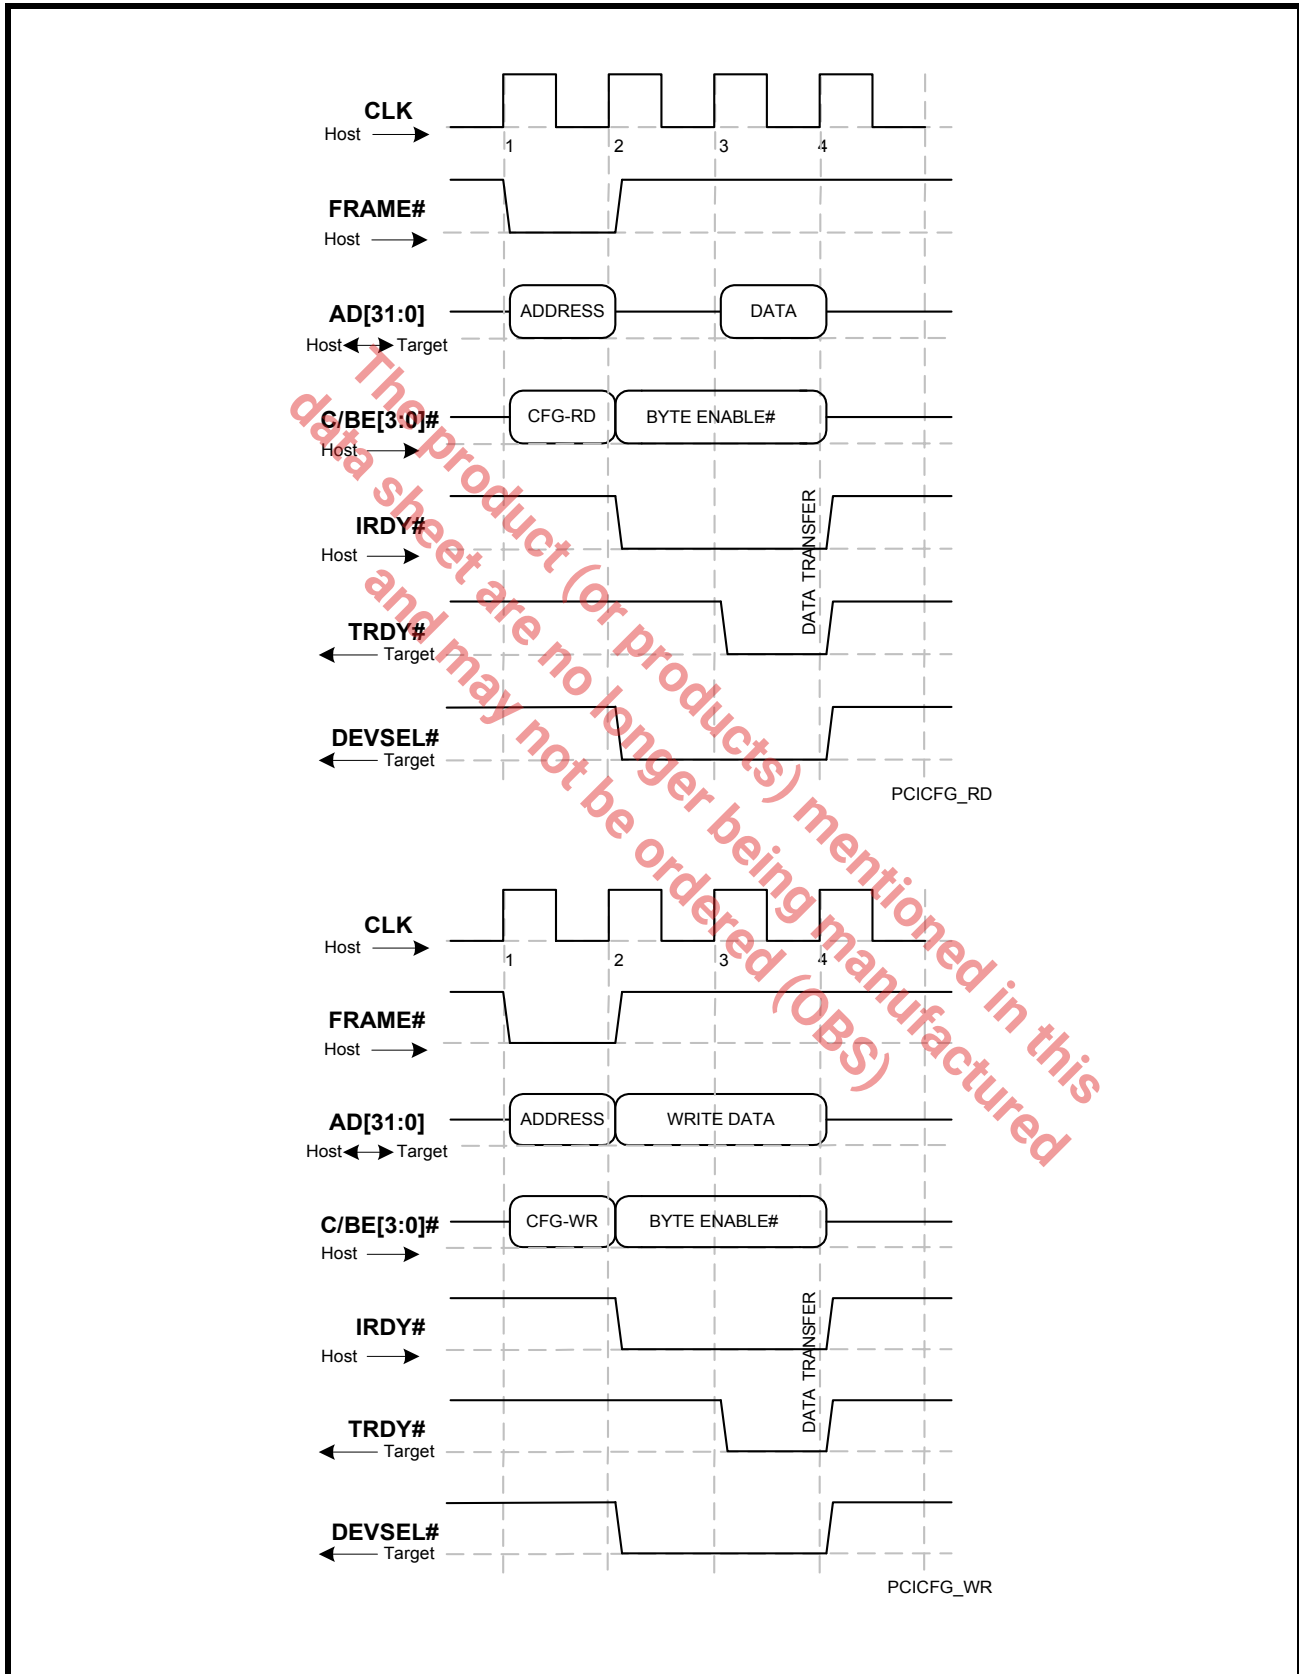 CLK
Host
1 2 3 4
FRAME#
Host
AD[31:0]
Host Target
ADDRESS DATA
C/BE[3:0]#
Host
CFG-RD BYTE ENABLE#
IRDY#
Host
DATA TRANSFER
TRDY#
Target
DEVSEL#
Target
PCICFG_RD
CLK
Host
1 2 3 4
FRAME#
Host
AD[31:0]
Host Target
ADDRESS WRITE DATA
C/BE[3:0]#
Host
CFG-WR BYTE ENABLE#
IRDY#
Host
DATA TRANSFER
TRDY#
Target
DEVSEL#
Target
PCICFG_WR
The product (or products) mentioned in this
data sheet are no longer being manufactured
and may not be ordered (OBS)